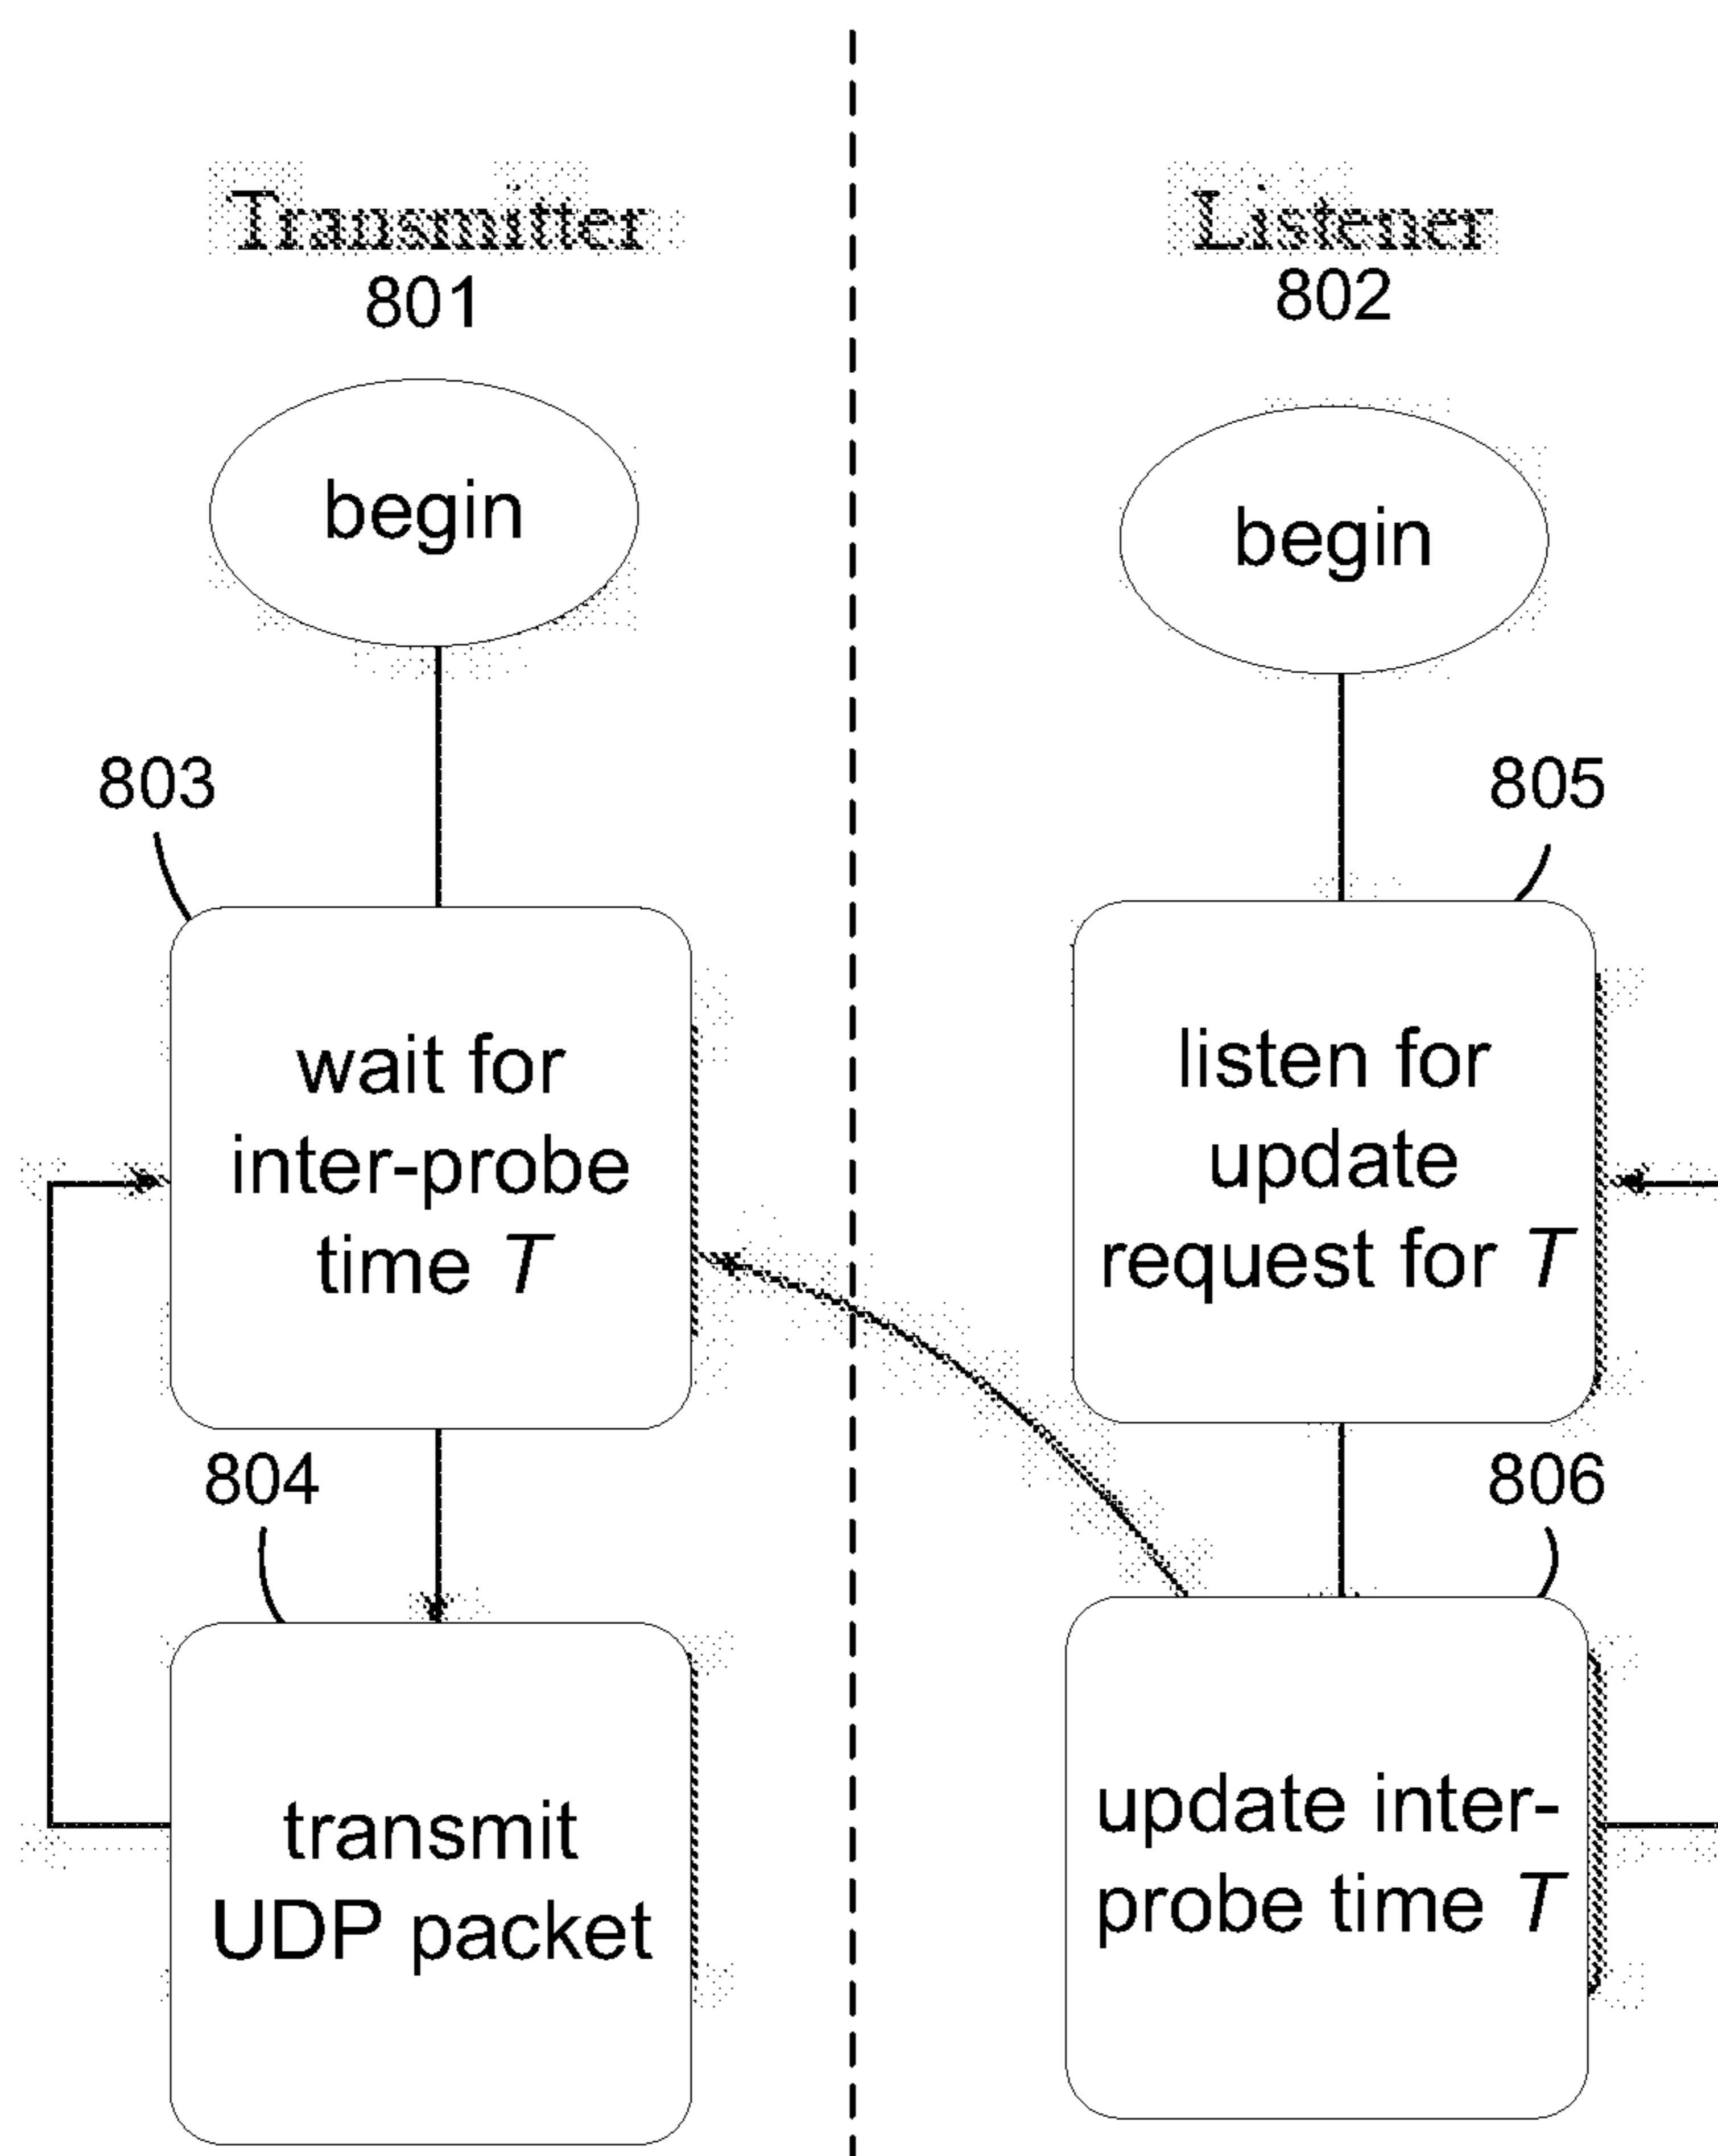 Transmitter
801
begin
803
wait for
inter-probe
time T
804
transmit
UDP packet
Listener
802
begin
805
listen for
update
request for T
806
update inter-
probe time T